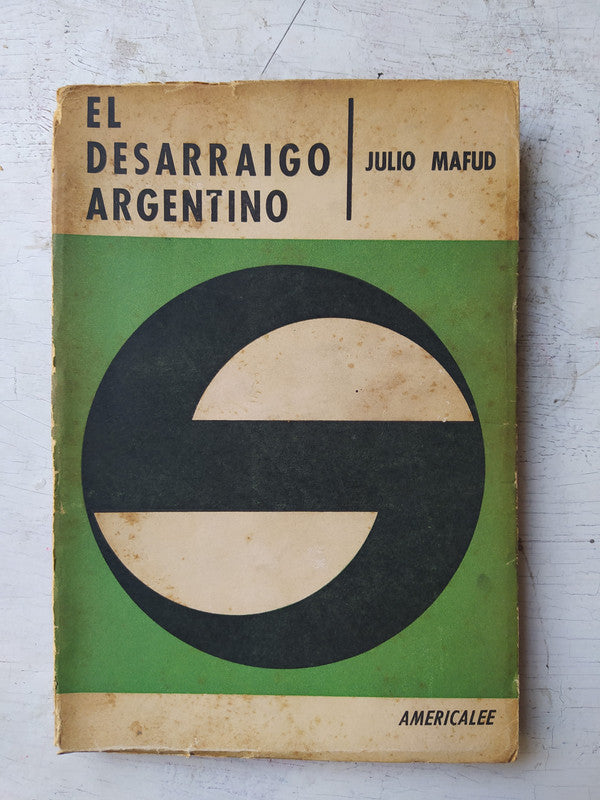 EL
DESARRAIGO
ARGENTINO
JULIO MAFUD
AMERICALEE